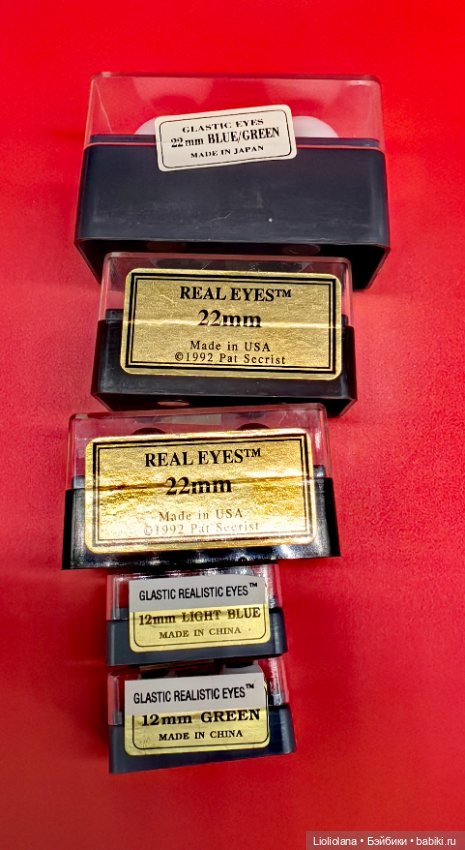 GLASTIC EYES
22mm BLUE/GREEN
MADE IN JAPAN
REAL EYES™
22mm
Made in USA
©1992 Pat Secrist
REAL EYES™
22mm
Made in USA
©1992 Pat Secrist
GLASTIC REALISTIC EYES™
12mm LIGHT BLUE
MADE IN CHINA
GLASTIC REALISTIC EYES™
12mm GREEN
MADE IN CHINA
Lioliolana • Бэйбики • babiki.ru